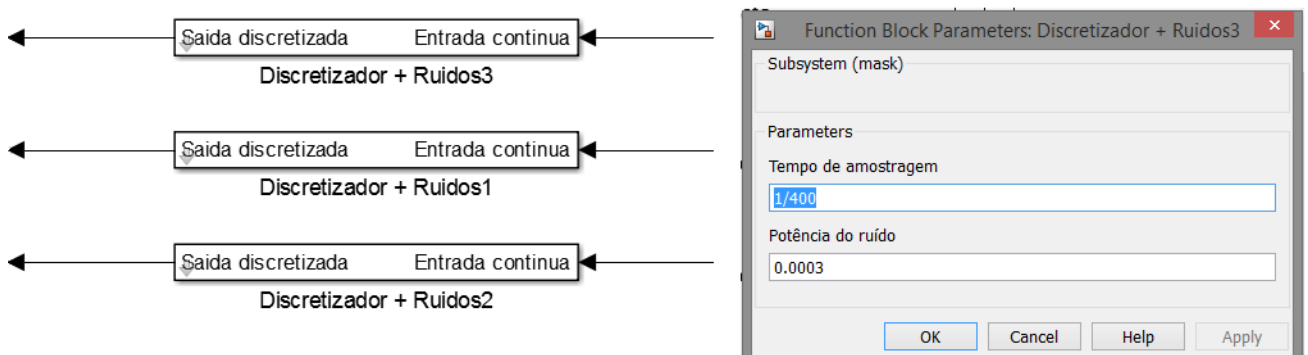 Saida discretizada Entrada continua
Discretizador + Ruidos3
Saida discretizada Entrada continua
Discretizador + Ruidos1
Saida discretizada Entrada continua
Discretizador + Ruidos2
Function Block Parameters: Discretizador + Ruidos3
Subsystem (mask)
Parameters
Tempo de amostragem
1/400
Potência do ruído
0.0003
OK Cancel Help Apply